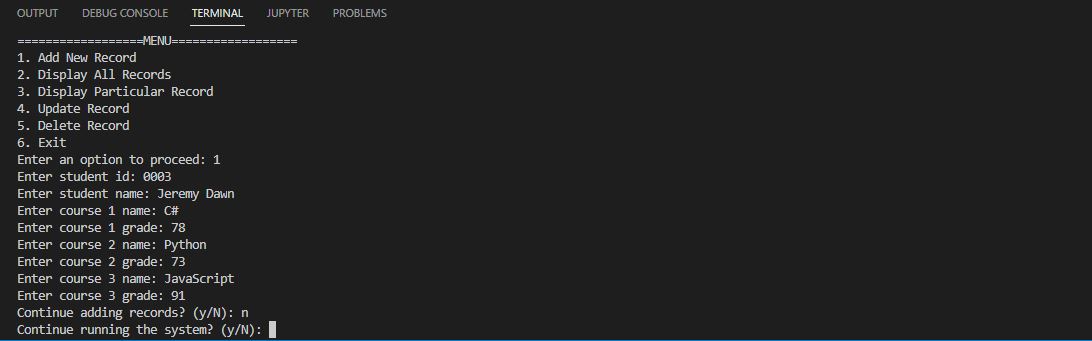 OUTPUT DEBUG CONSOLE TERMINAL JUPYTER PROBLEMS
==================MENU==================
1. Add New Record
2. Display All Records
3. Display Particular Record
4. Update Record
5. Delete Record
6. Exit
Enter an option to proceed: 1
Enter student id: 0003
Enter student name: Jeremy Dawn
Enter course 1 name: C#
Enter course 1 grade: 78
Enter course 2 name: Python
Enter course 2 grade: 73
Enter course 3 name: JavaScript
Enter course 3 grade: 91
Continue adding records? (y/N): n
Continue running the system? (y/N):